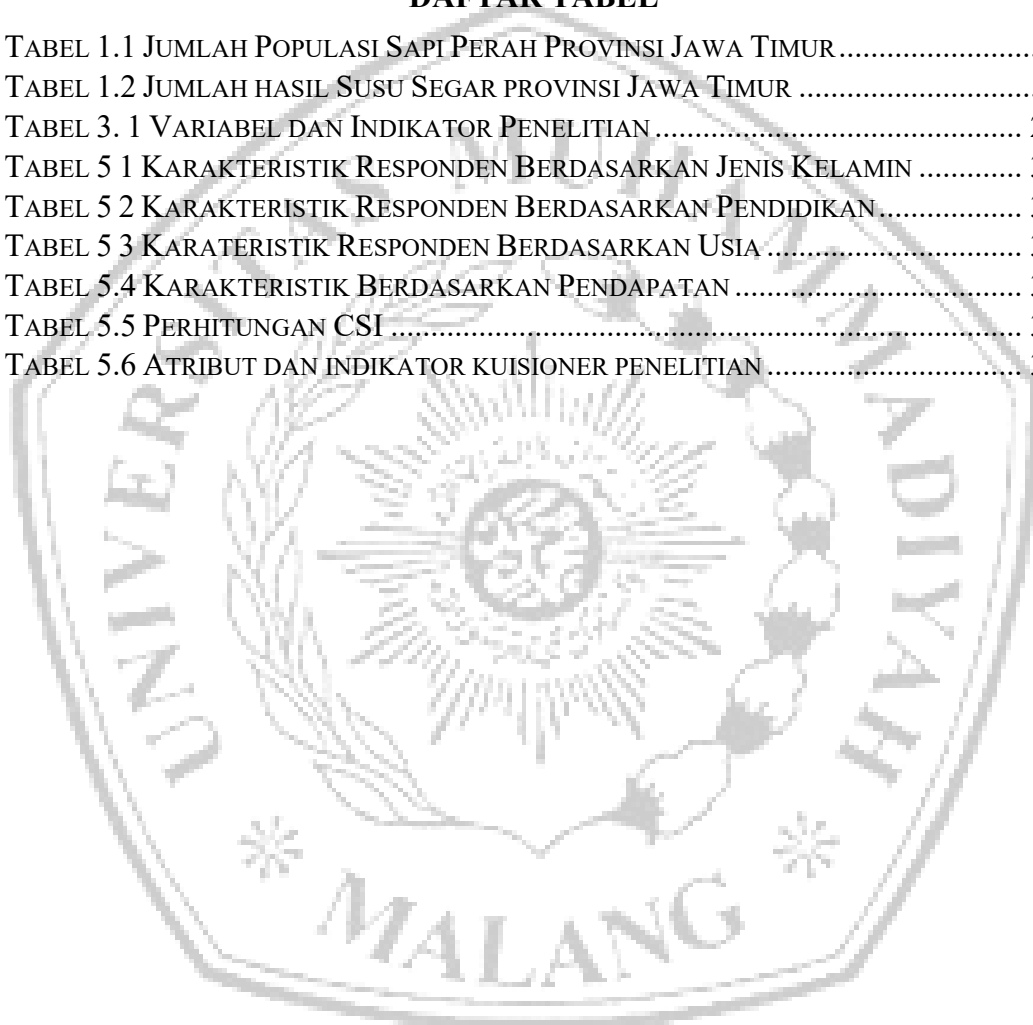 DAFTAR TABEL
TABEL 1.1 JUMLAH POPULASI SAPI PERAH PROVINSI JAWA TIMUR
TABEL 1.2 JUMLAH HASIL SUSU SEGAR PROVINSI JAWA TIMUR
TABEL 3. 1 VARIABEL DAN INDIKATOR PENELITIAN
TABEL 5 1 KARAKTERISTIK RESPONDEN BERDASARKAN JENIS KELAMIN
TABEL 5 2 KARAKTERISTIK RESPONDEN BERDASARKAN PENDIDIKAN
TABEL 5 3 KARATERISTIK RESPONDEN BERDASARKAN USIA
TABEL 5.4 KARAKTERISTIK BERDASARKAN PENDAPATAN
TABEL 5.5 PERHITUNGAN CSI
TABEL 5.6 ATRIBUT DAN INDIKATOR KUISIONER PENELITIAN
UNIVERSITAS MUHAMMADIYAH
MALANG